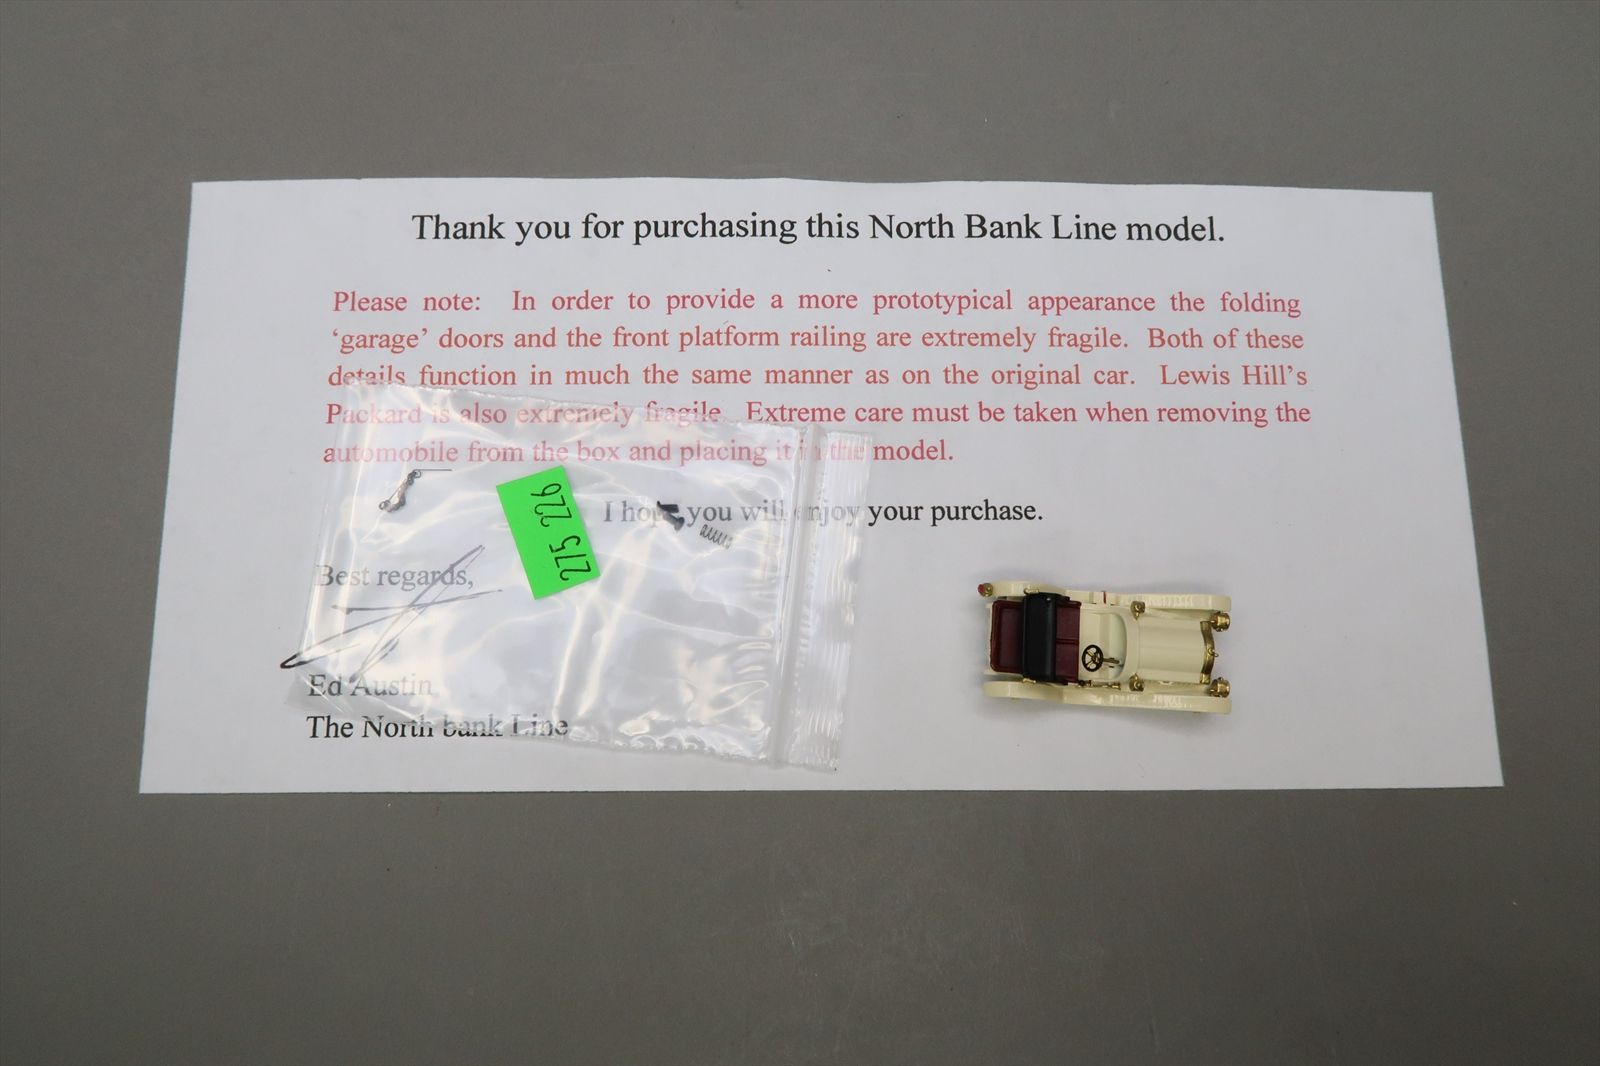 Thank you for purchasing this North Bank Line model.
Please note: In order to provide a more prototypical appearance the folding
‘garage’ doors and the front platform railing are extremely fragile. Both of these
details function in much the same manner as on the original car. Lewis Hill’s
Packard is also extremely fragile. Extreme care must be taken when removing the
automobile from the box and placing it in the model.
I hope you will enjoy your purchase.
275 226
Best regards,
Ed Austin
The North bank Line